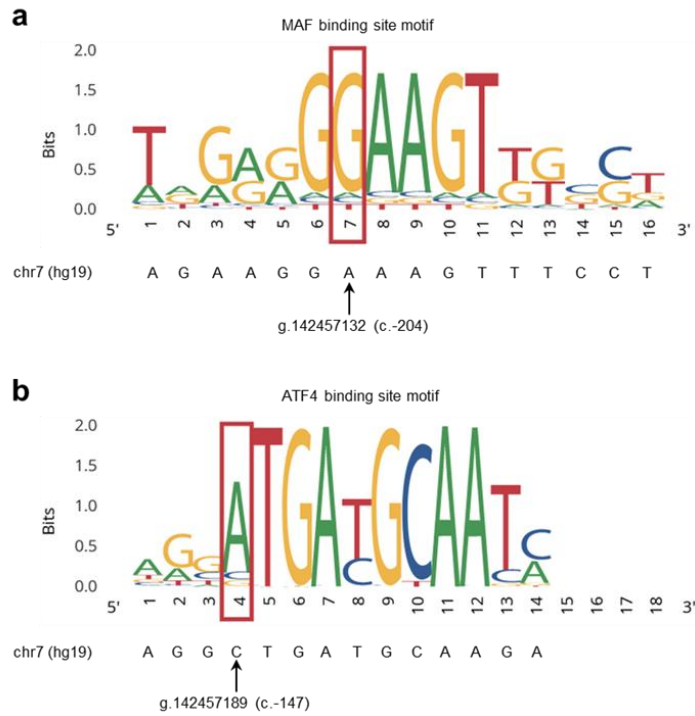 a
MAF binding site motif
2.0
1.5
1.0
0.5
0.0
Bits
5' 1 2 3 4 5 6 7 8 9 10 11 12 13 14 15 16 3'
chr7 (hg19) A G A A G G A A A G T T T C C T
g.142457132 (c.-204)
b
ATF4 binding site motif
2.0
1.5
1.0
0.5
0.0
Bits
5' 1 2 3 4 5 6 7 8 9 10 11 12 13 14 15 16 17 18 3'
chr7 (hg19) A G G C T G A T G C A A G A
g.142457189 (c.-147)